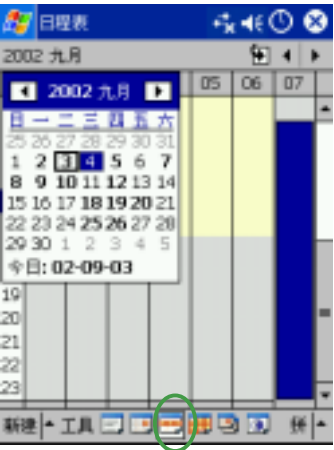 日程表
2002 九月
2002 九月
05 06 07
日 一 二 三 四 五 六
25 26 27 28 29 30 31
1 2 3 4 5 6 7
8 9 10 11 12 13 14
15 16 17 18 19 20 21
22 23 24 25 26 27 28
29 30 1 2 3 4 5
今日: 02-09-03
19
20
21
22
23
新建 工具 拼